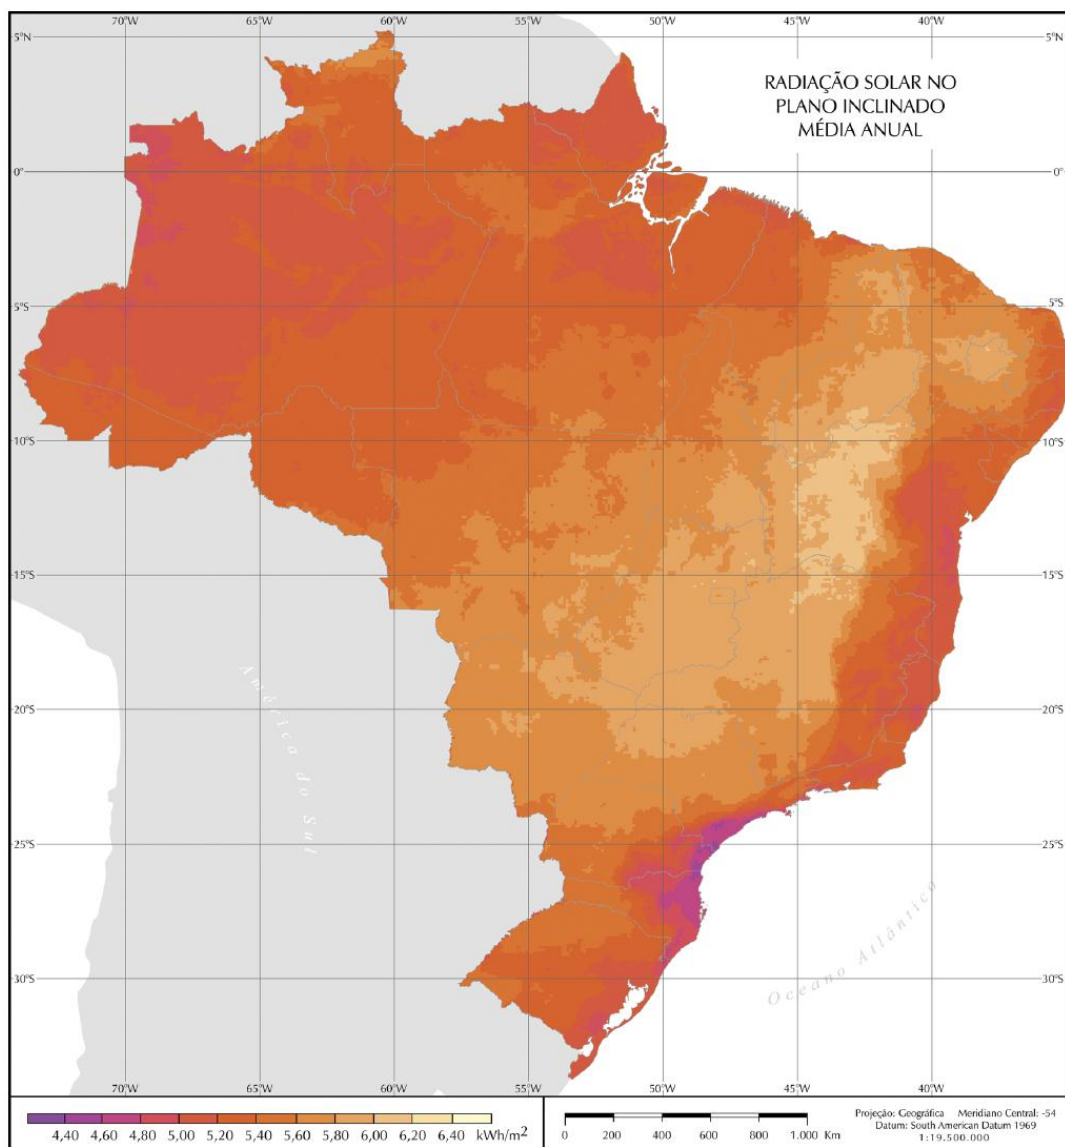 70°W 65°W 60°W 55°W 50°W 45°W 40°W
5°N 5°N
RADIAÇÃO SOLAR NO
PLANO INCLINADO
MÉDIA ANUAL
0° 0°
5°S 5°S
10°S 10°S
15°S 15°S
América do Sul
20°S 20°S
25°S 25°S
Oceano Atlântico
30°S 30°S
70°W 65°W 60°W 55°W 50°W 45°W 40°W
4,40 4,60 4,80 5,00 5,20 5,40 5,60 5,80 6,00 6,20 6,40 kWh/m²
0 200 400 600 800 1.000 Km
Projeção: Geográfica Meridiano Central: -54
Datum: South American Datum 1969
1:19.500.000